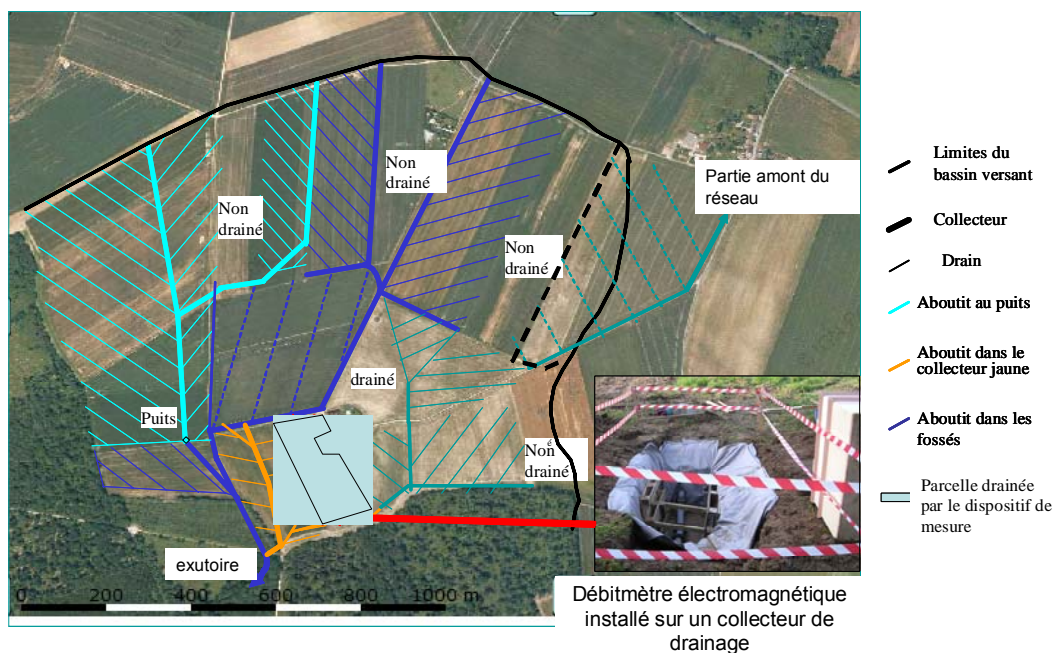 Non
drainé
Non
drainé
Non
drainé
Partie amont du
réseau
drainé
Puits
Non
drainé
exutoire
0 200 400 600 800 1000 m
Débitmètre électromagnétique
installé sur un collecteur de
drainage
Limites du
bassin versant
Collecteur
Drain
Aboutit au puits
Aboutit dans le
collecteur jaune
Aboutit dans les
fossés
Parcelle drainée
par le dispositif de
mesure